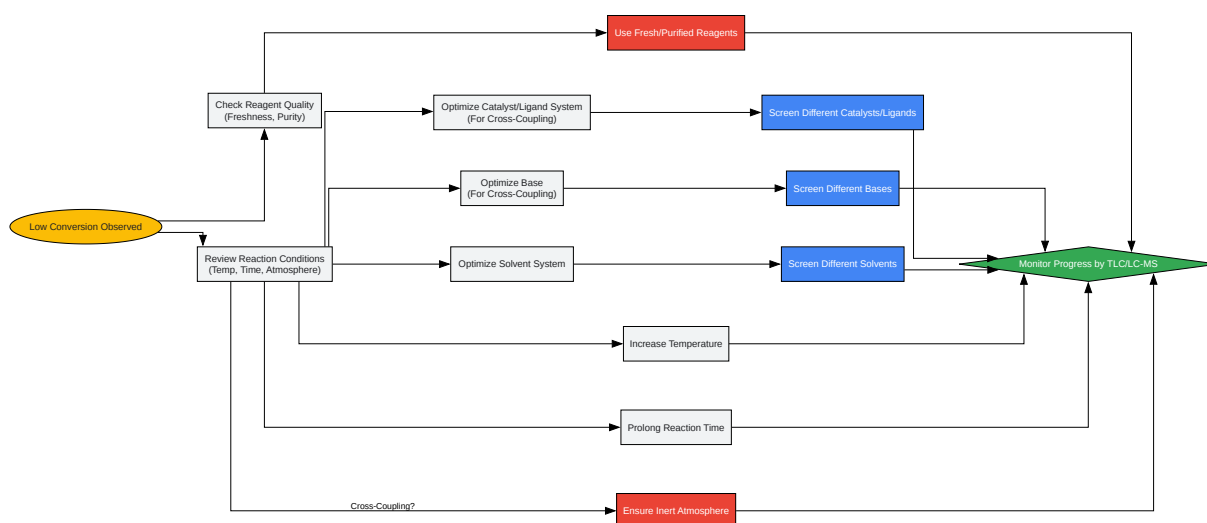 Use Fresh/Purified Reagents
Check Reagent Quality
(Freshness, Purity)
Optimize Catalyst/Ligand System
(For Cross-Coupling)
Screen Different Catalysts/Ligands
Optimize Base
(For Cross-Coupling)
Screen Different Bases
Low Conversion Observed
Review Reaction Conditions
(Temp, Time, Atmosphere)
Optimize Solvent System
Screen Different Solvents
Monitor Progress by TLC/LC-MS
Increase Temperature
Prolong Reaction Time
Cross-Coupling?
Ensure Inert Atmosphere